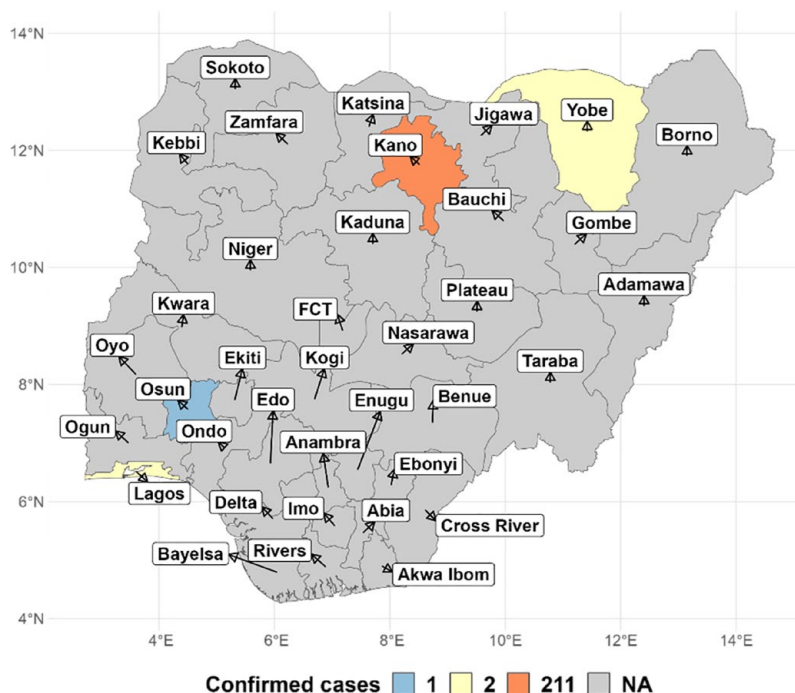 14°N
Sokoto
Katsina
Jigawa
Yobe
Zamfara
Borno
Kebbi
Kano
12°N
Bauchi
Gombe
Kaduna
Niger
10°N
Adamawa
Plateau
Kwara
FCT
Nasarawa
Oyo
Ekiti
Kogi
Taraba
8°N
Osun
Edo
Enugu
Benue
Ogun
Ondo
Anambra
Ebonyi
6°N
Lagos
Delta
Imo
Abia
Cross River
Bayelsa
Rivers
Akwa Ibom
4°N
4°E 6°E 8°E 10°E 12°E 14°E
Confirmed cases 1 2 211 NA